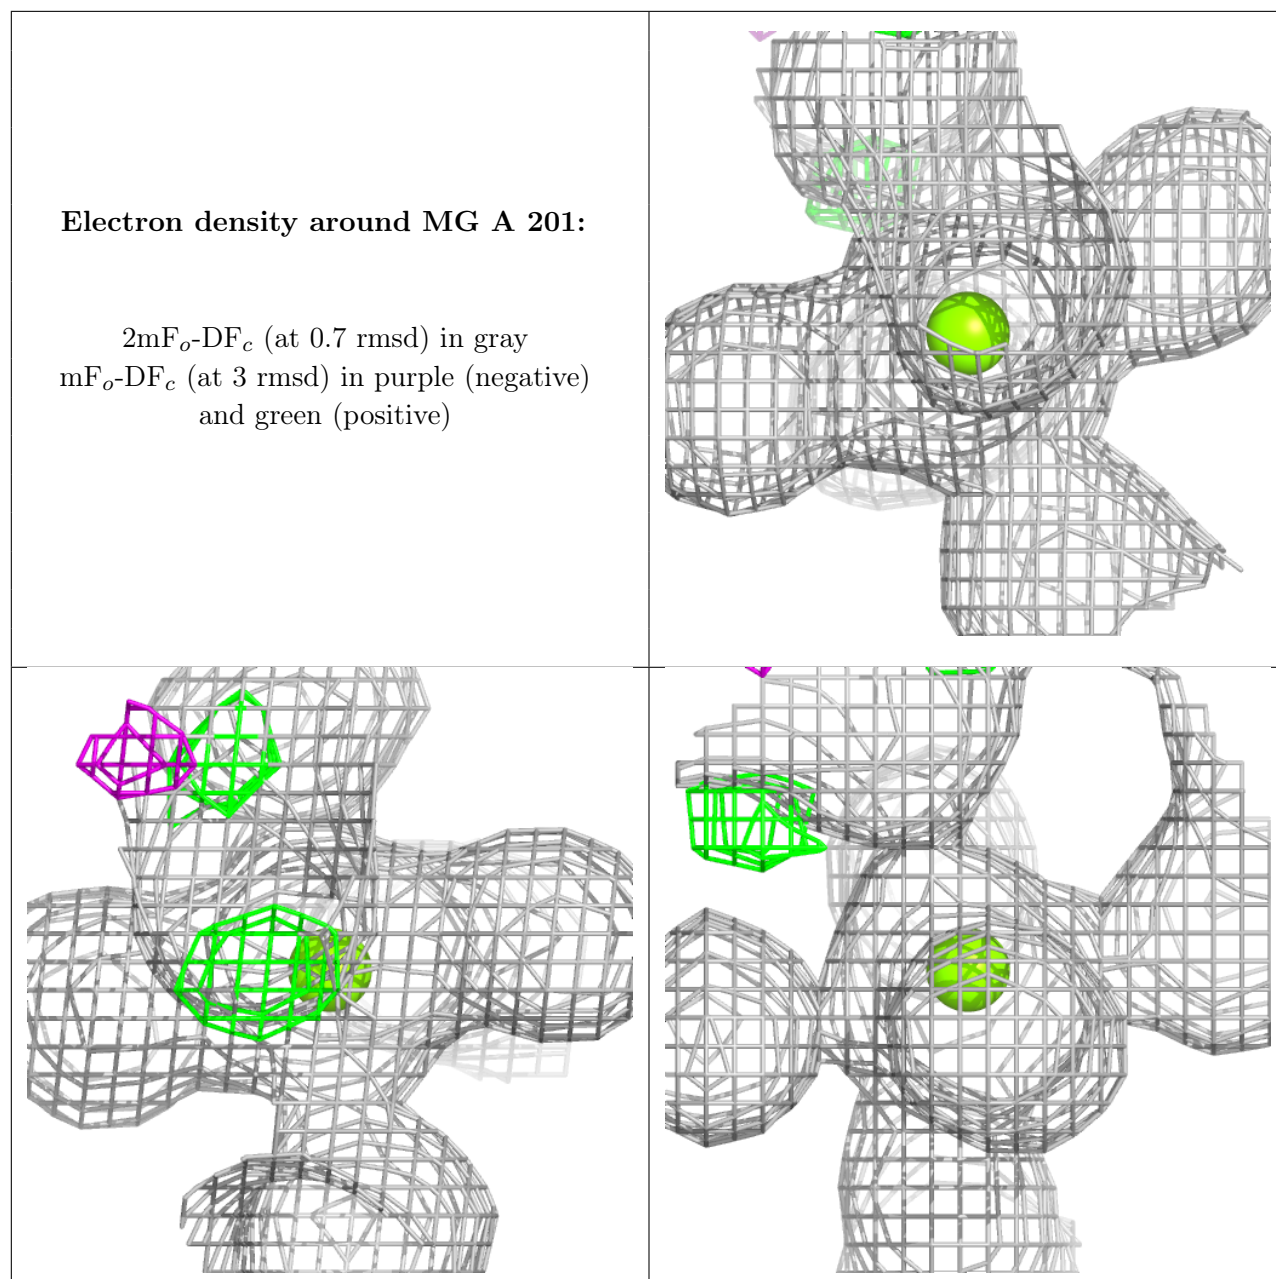 Electron density around MG A 201:
2mFo-DFc (at 0.7 rmsd) in gray
mFo-DFc (at 3 rmsd) in purple (negative)
and green (positive)